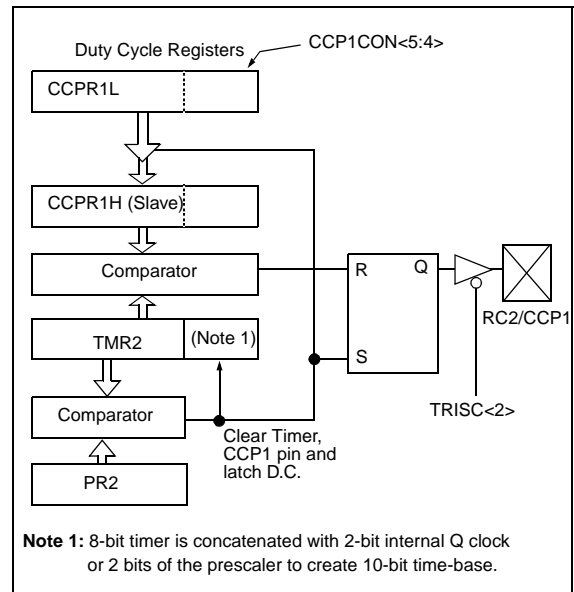 Duty Cycle Registers
CCP1CON<5:4>
CCPR1L
CCPR1H (Slave)
Comparator
R
Q
RC2/CCP1
TMR2
(Note 1)
S
TRISC<2>
Comparator
Clear Timer,
CCP1 pin and
latch D.C.
PR2
Note 1: 8-bit timer is concatenated with 2-bit internal Q clock
or 2 bits of the prescaler to create 10-bit time-base.